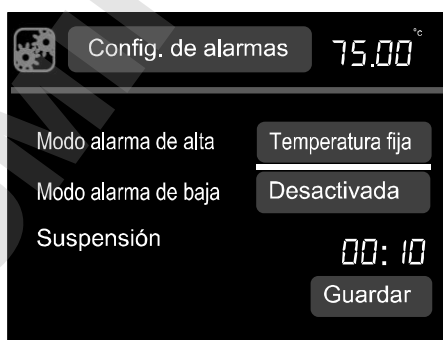 Config. de alarmas 75.00 °c
Modo alarma de alta Temperatura fija
Modo alarma de baja Desactivada
Suspensión 00:10
Guardar